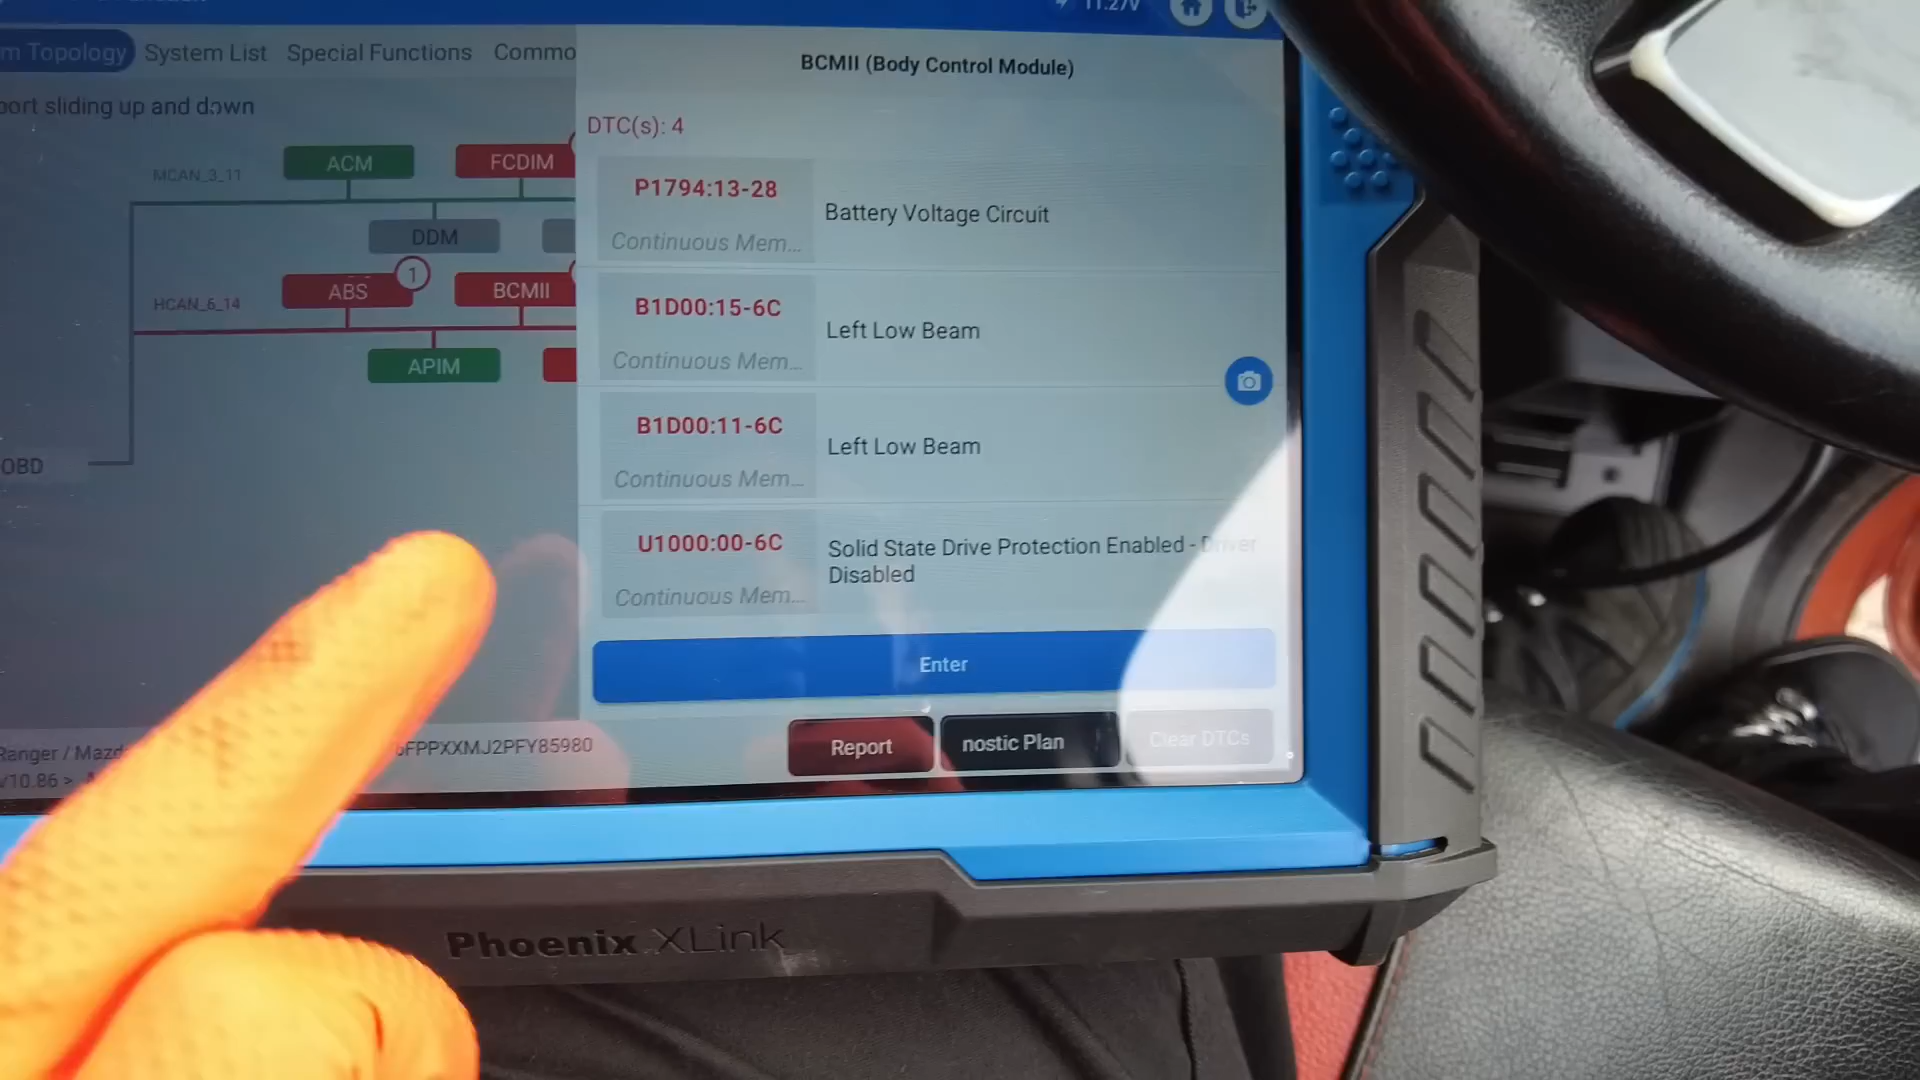 11.27V
m Topology System List Special Functions Commo
port sliding up and down
MCAN_3_11
ACM
FCDIM
DDM
ABS
1
BCMII
HCAN_6_14
APIM
OBD
BCMII (Body Control Module)
DTC(s): 4
P1794:13-28
Continuous Mem...
Battery Voltage Circuit
B1D00:15-6C
Continuous Mem...
Left Low Beam
B1D00:11-6C
Continuous Mem...
Left Low Beam
U1000:00-6C
Continuous Mem...
Solid State Drive Protection Enabled - Driver
Disabled
Enter
Report
nostic Plan
Clear DTCs
Ranger / Mazd
FPPXXMJ2PFY85980
V10.86 >
Phoenix XLink